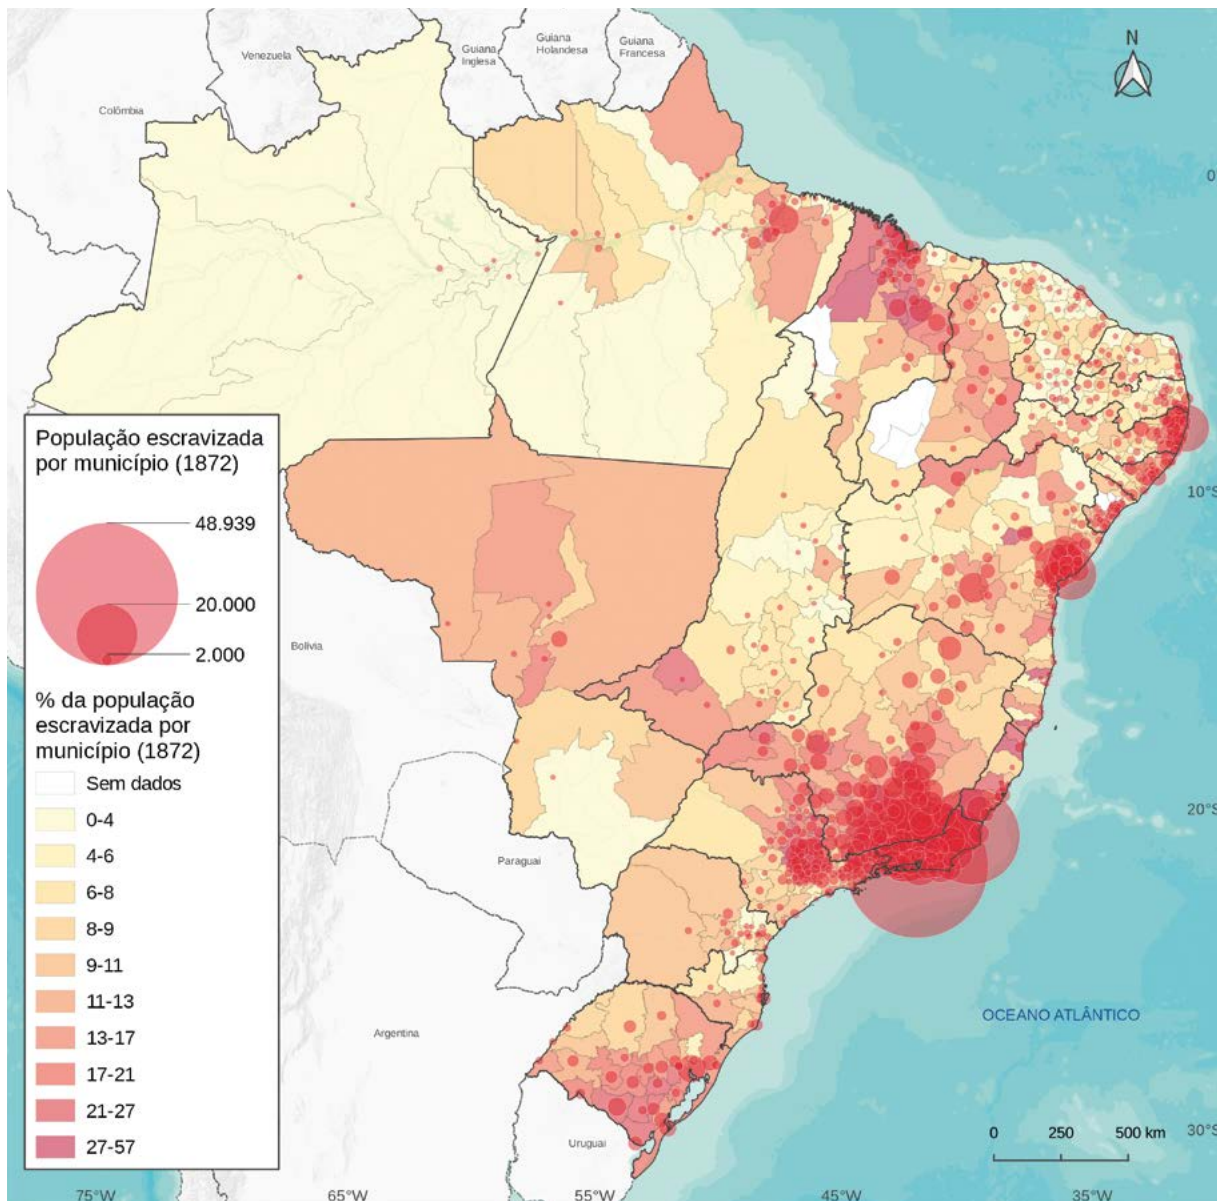 Venezuela
Guiana
Inglesa
Guiana
Holandesa
Guiana
Francesa
Colômbia
N
0
População escravizada
por município (1872)
48.939
20.000
2.000
% da população
escravizada por
município (1872)
Sem dados
0-4
4-6
6-8
8-9
9-11
11-13
13-17
17-21
21-27
27-57
10°S
Bolívia
20°S
Paraguai
OCEANO ATLÂNTICO
Argentina
Uruguai
0 250 500 km
30°S
75°W 65°W 55°W 45°W 35°W